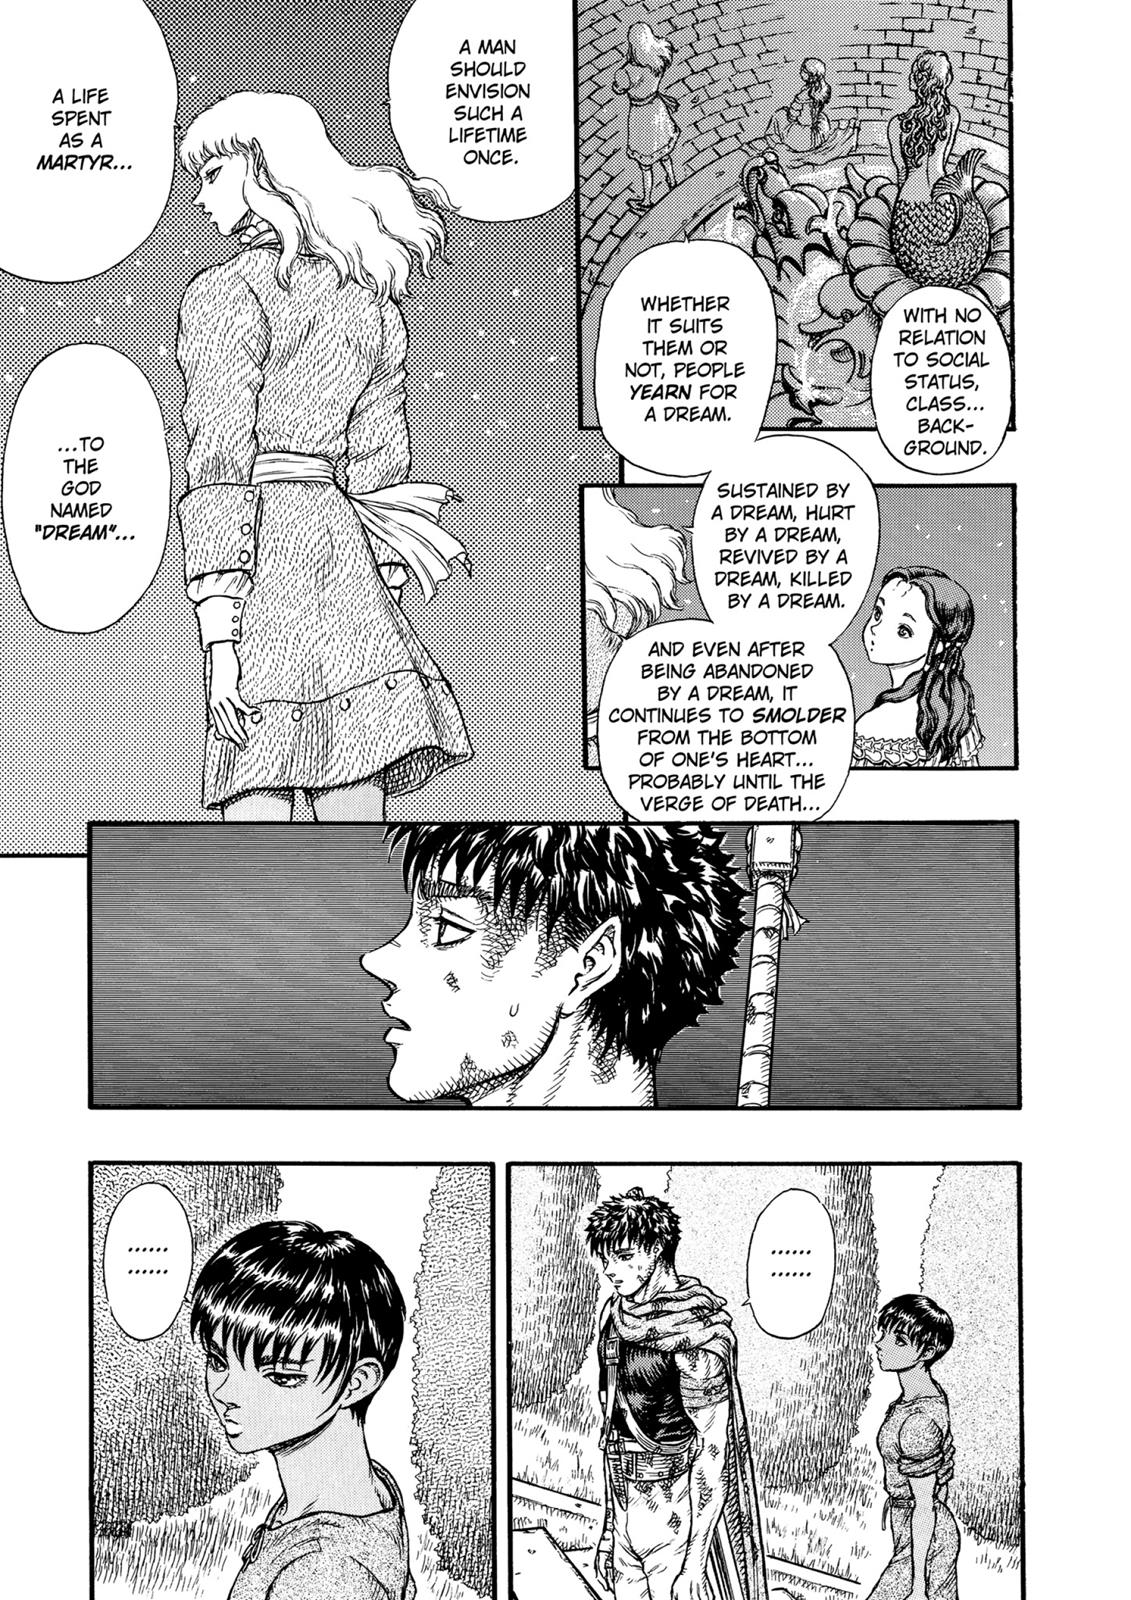 WITH NO
RELATION
TO SOCIAL
STATUS,
CLASS...
BACK-
GROUND.
WHETHER
IT SUITS
THEM OR
NOT, PEOPLE
YEARN FOR
A DREAM.
SUSTAINED BY
A DREAM, HURT
BY A DREAM,
REVIVED BY A
DREAM, KILLED
BY A DREAM.
AND EVEN AFTER
BEING ABANDONED
BY A DREAM, IT
CONTINUES TO SMOLDER
FROM THE BOTTOM
OF ONE'S HEART...
PROBABLY UNTIL THE
VERGE OF DEATH...
A MAN
SHOULD
ENVISION
SUCH A
LIFETIME
ONCE.
A LIFE
SPENT
AS A
MARTYR...
...TO
THE
GOD
NAMED
"DREAM"...
......
......
......
......